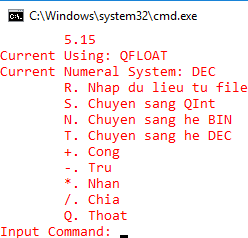 C:\Windows\system32\cmd.exe
5.15
Current Using: QFLOAT
Current Numeral System: DEC
R. Nhap du lieu tu file
S. Chuyen sang QInt
N. Chuyen sang he BIN
T. Chuyen sang he DEC
+. Cong
-. Tru
*. Nhan
/. Chia
Q. Thoat
Input Command: